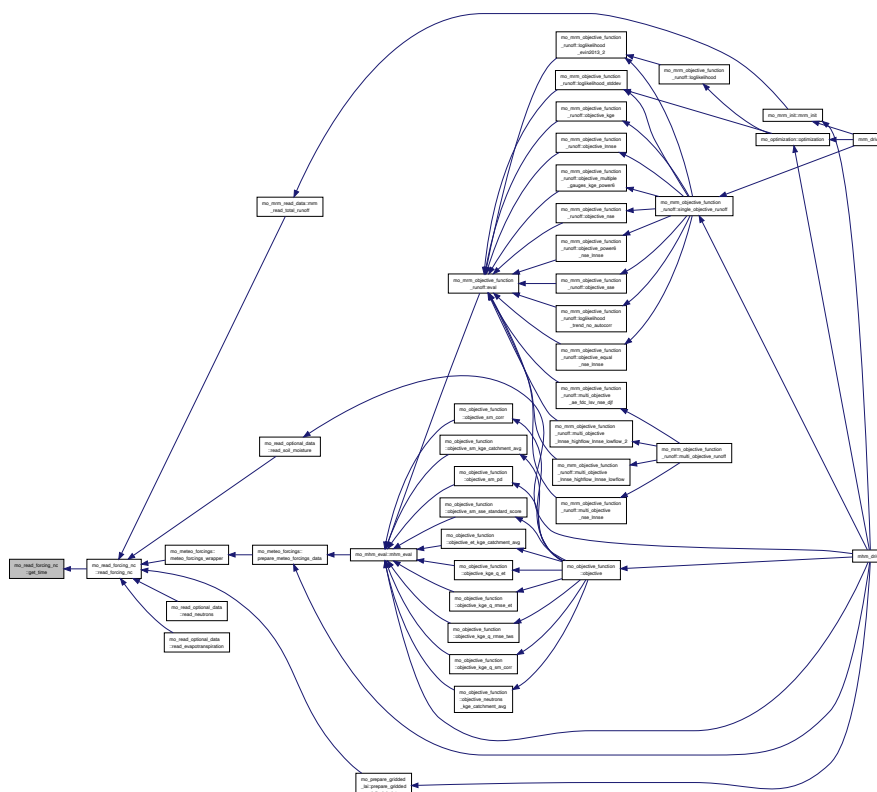 mo_mrm_objective_function
_runoff::loglikelihood
_evin2013_2
mo_mrm_objective_function
_runoff::loglikelihood
mo_mrm_objective_function
_runoff::loglikelihood_stddev
mo_mrm_objective_function
_runoff::objective_kge
mo_mrm_init::mrm_init
mo_optimization::optimization
mrm_dri
mo_mrm_objective_function
_runoff::objective_lnnse
mo_mrm_objective_function
_runoff::objective_multiple
_gauges_kge_power6
mo_mrm_read_data::mrm
_read_total_runoff
mo_mrm_objective_function
_runoff::single_objective_runoff
mo_mrm_objective_function
_runoff::objective_nse
mo_mrm_objective_function
_runoff::objective_power6
_nse_lnnse
mo_mrm_objective_function
_runoff::eval
mo_mrm_objective_function
_runoff::objective_sse
mo_mrm_objective_function
_runoff::loglikelihood
_trend_no_autocorr
mo_mrm_objective_function
_runoff::objective_equal
_nse_lnnse
mo_mrm_objective_function
_runoff::multi_objective
_ae_fdc_lsv_nse_djf
mo_objective_function
::objective_sm_corr
mo_mrm_objective_function
_runoff::multi_objective
_lnnse_highflow_lnnse_lowflow_2
mo_read_optional_data
::read_soil_moisture
mo_objective_function
::objective_sm_kge_catchment_avg
mo_mrm_objective_function
_runoff::multi_objective_runoff
mo_mrm_objective_function
_runoff::multi_objective
_lnnse_highflow_lnnse_lowflow
mo_objective_function
::objective_sm_pd
mo_objective_function
::objective_sm_sse_standard_score
mo_mrm_objective_function
_runoff::multi_objective
_nse_lnnse
mo_objective_function
::objective_et_kge_catchment_avg
mo_meteo_forcings::
meteo_forcings_wrapper
mo_meteo_forcings::
prepare_meteo_forcings_data
mo_mhm_eval::mhm_eval
mhm_dri
mo_read_forcing_nc
::get_time
mo_read_forcing_nc
::read_forcing_nc
mo_objective_function
::objective_kge_q_et
mo_objective_function
::objective
mo_read_optional_data
::read_neutrons
mo_objective_function
::objective_kge_q_rmse_et
mo_read_optional_data
::read_evapotranspiration
mo_objective_function
::objective_kge_q_rmse_tws
mo_objective_function
::objective_kge_q_sm_corr
mo_objective_function
::objective_neutrons
_kge_catchment_avg
mo_prepare_gridded
_lai::prepare_gridded